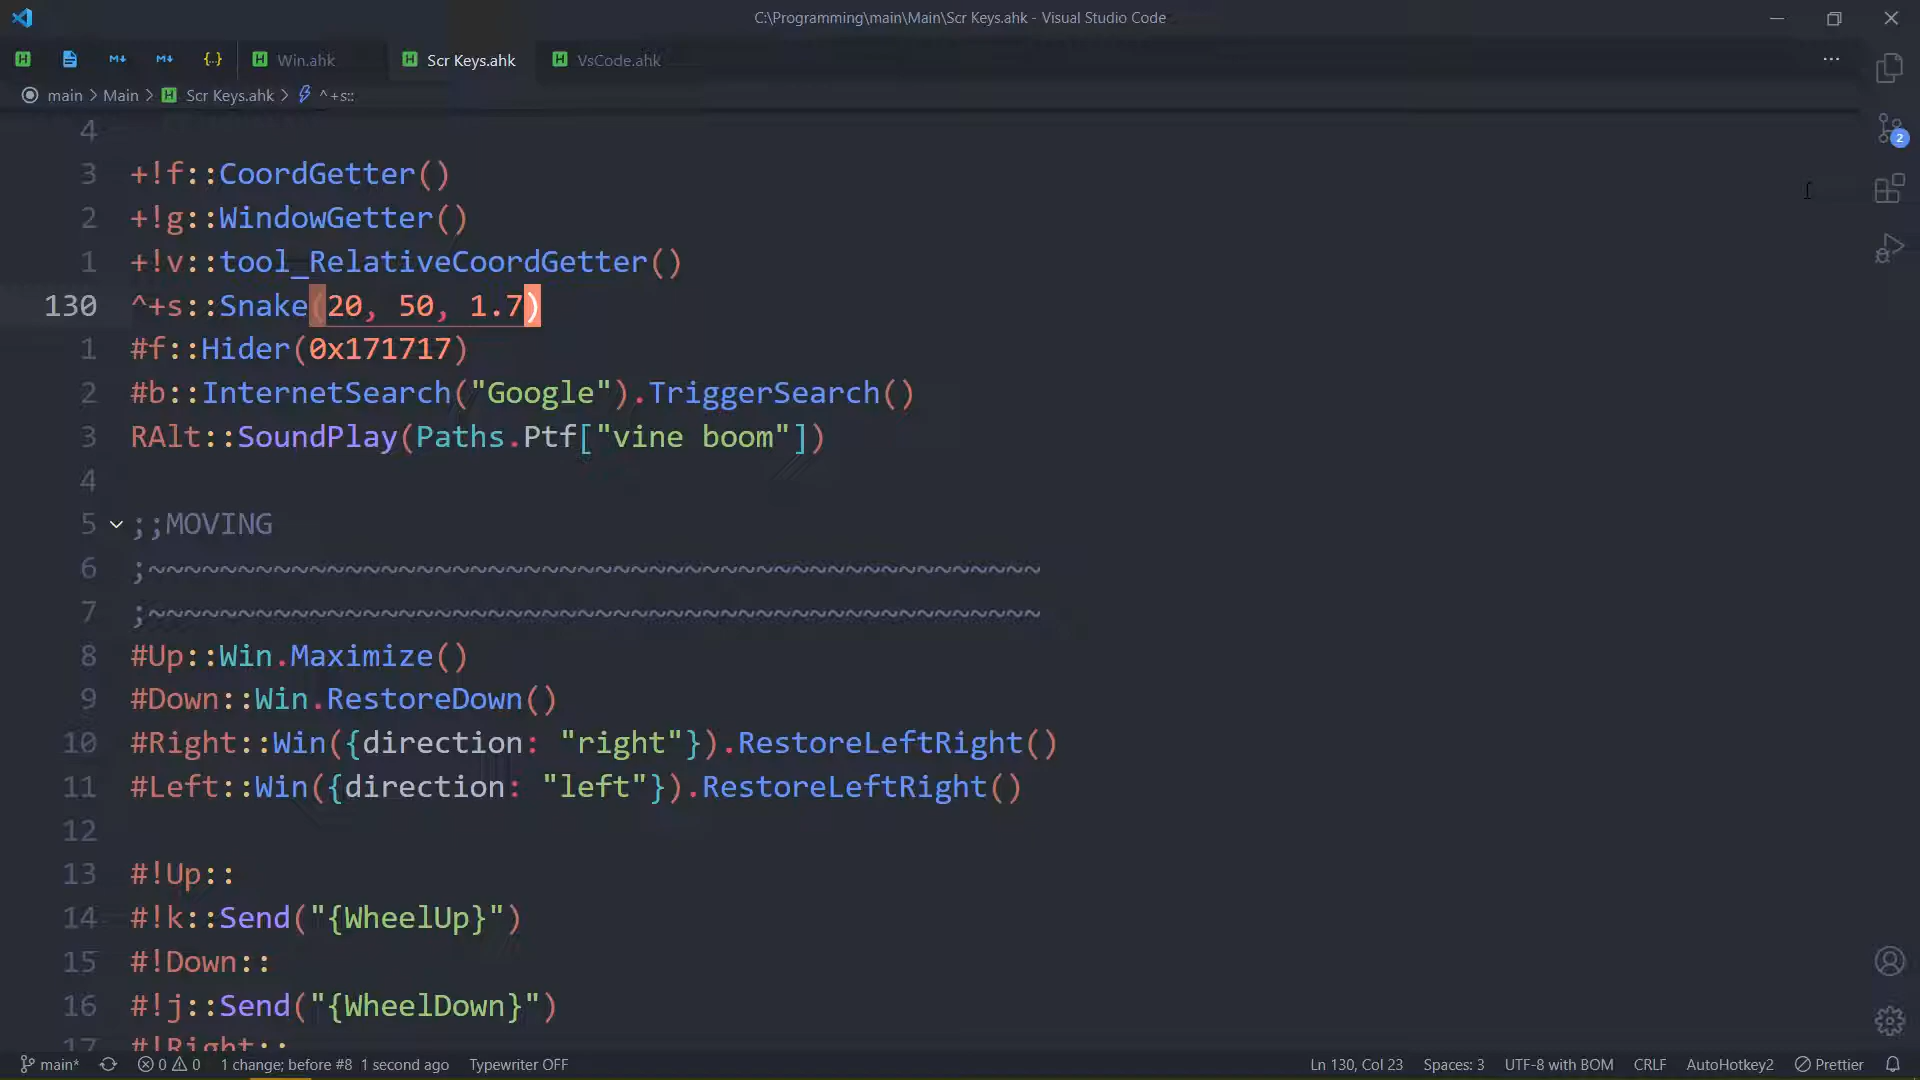 C:\Programming\main\Main\Scr Keys.ahk - Visual Studio Code
Win.ahk
Scr Keys.ahk
VsCode.ahk
main > Main > Scr Keys.ahk > ^+s::
4
3 +!f::CoordGetter()
2 +!g::WindowGetter()
1 +!v::tool_RelativeCoordGetter()
130 ^+s::Snake(20, 50, 1.7)
1 #f::Hider(0x171717)
2 #b::InternetSearch("Google").TriggerSearch()
3 RAlt::SoundPlay(Paths.Ptf["vine boom"])
4
5 ;;MOVING
6 ;~~~~~~~~~~~~~~~~~~~~~~~~~~~~~~~~~~~~~~~~~~~~~~~~~~
7 ;~~~~~~~~~~~~~~~~~~~~~~~~~~~~~~~~~~~~~~~~~~~~~~~~~~
8 #Up::Win.Maximize()
9 #Down::Win.RestoreDown()
10 #Right::Win({direction: "right"}).RestoreLeftRight()
11 #Left::Win({direction: "left"}).RestoreLeftRight()
12
13 #!Up::
14 #!k::Send("{WheelUp}")
15 #!Down::
16 #!j::Send("{WheelDown}")
17 #!Right::
2
main* 0 0 1 change; before #8 1 second ago Typewriter OFF Ln 130, Col 23 Spaces: 3 UTF-8 with BOM CRLF AutoHotkey2 Prettier